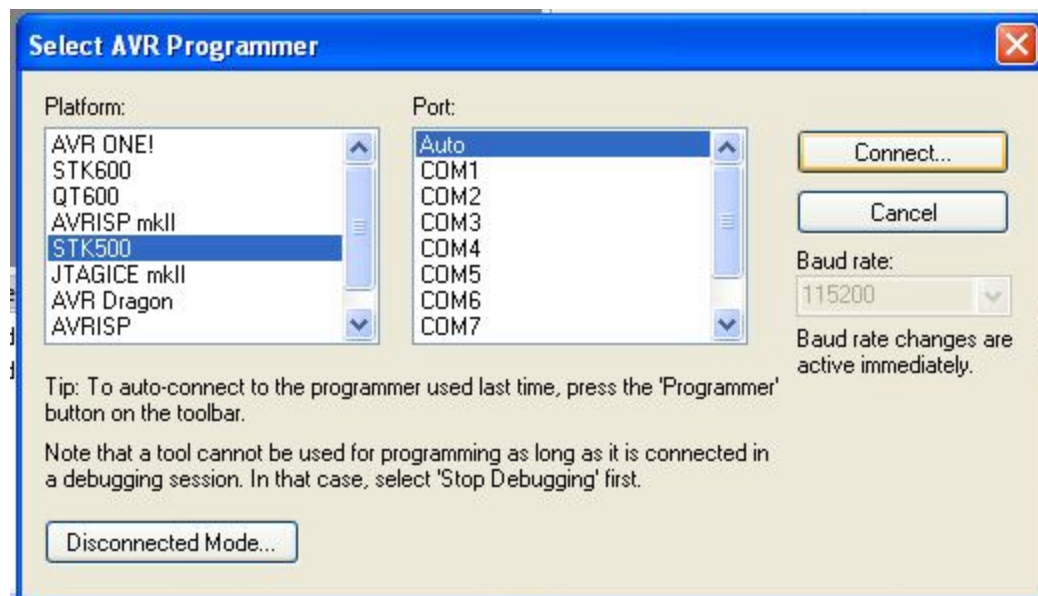 Select AVR Programmer
Platform:
AVR ONE!
STK600
QT600
AVRISP mkII
STK500
JTAGICE mkII
AVR Dragon
AVRISP
Port:
Auto
COM1
COM2
COM3
COM4
COM5
COM6
COM7
Connect...
Cancel
Baud rate:
115200
Baud rate changes are
active immediately.
Tip: To auto-connect to the programmer used last time, press the 'Programmer'
button on the toolbar.
Note that a tool cannot be used for programming as long as it is connected in
a debugging session. In that case, select 'Stop Debugging' first.
Disconnected Mode...